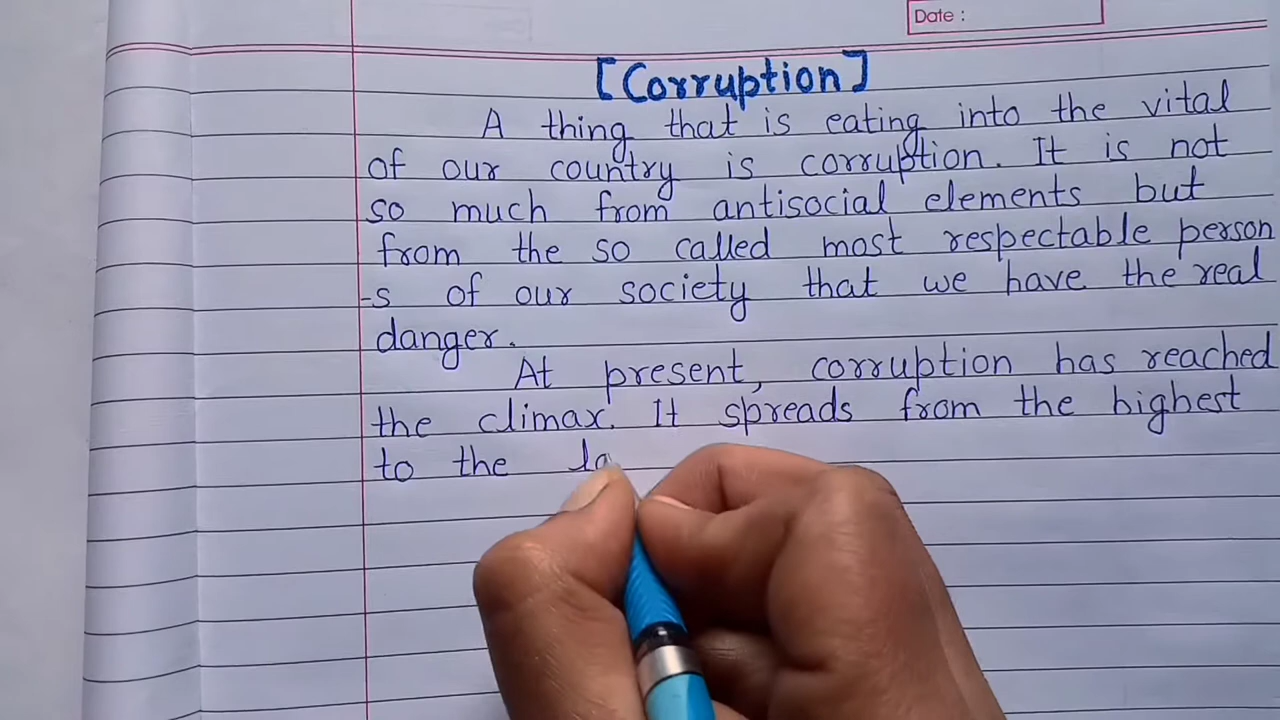 Date :
[Corruption]
A thing that is eating into the vital
of our country is corruption. It is not
so much from antisocial elements but
from the so called most respectable person
-s of our society that we have the real
danger.
At present, corruption has reached
the climax. It spreads from the highest
to the lo